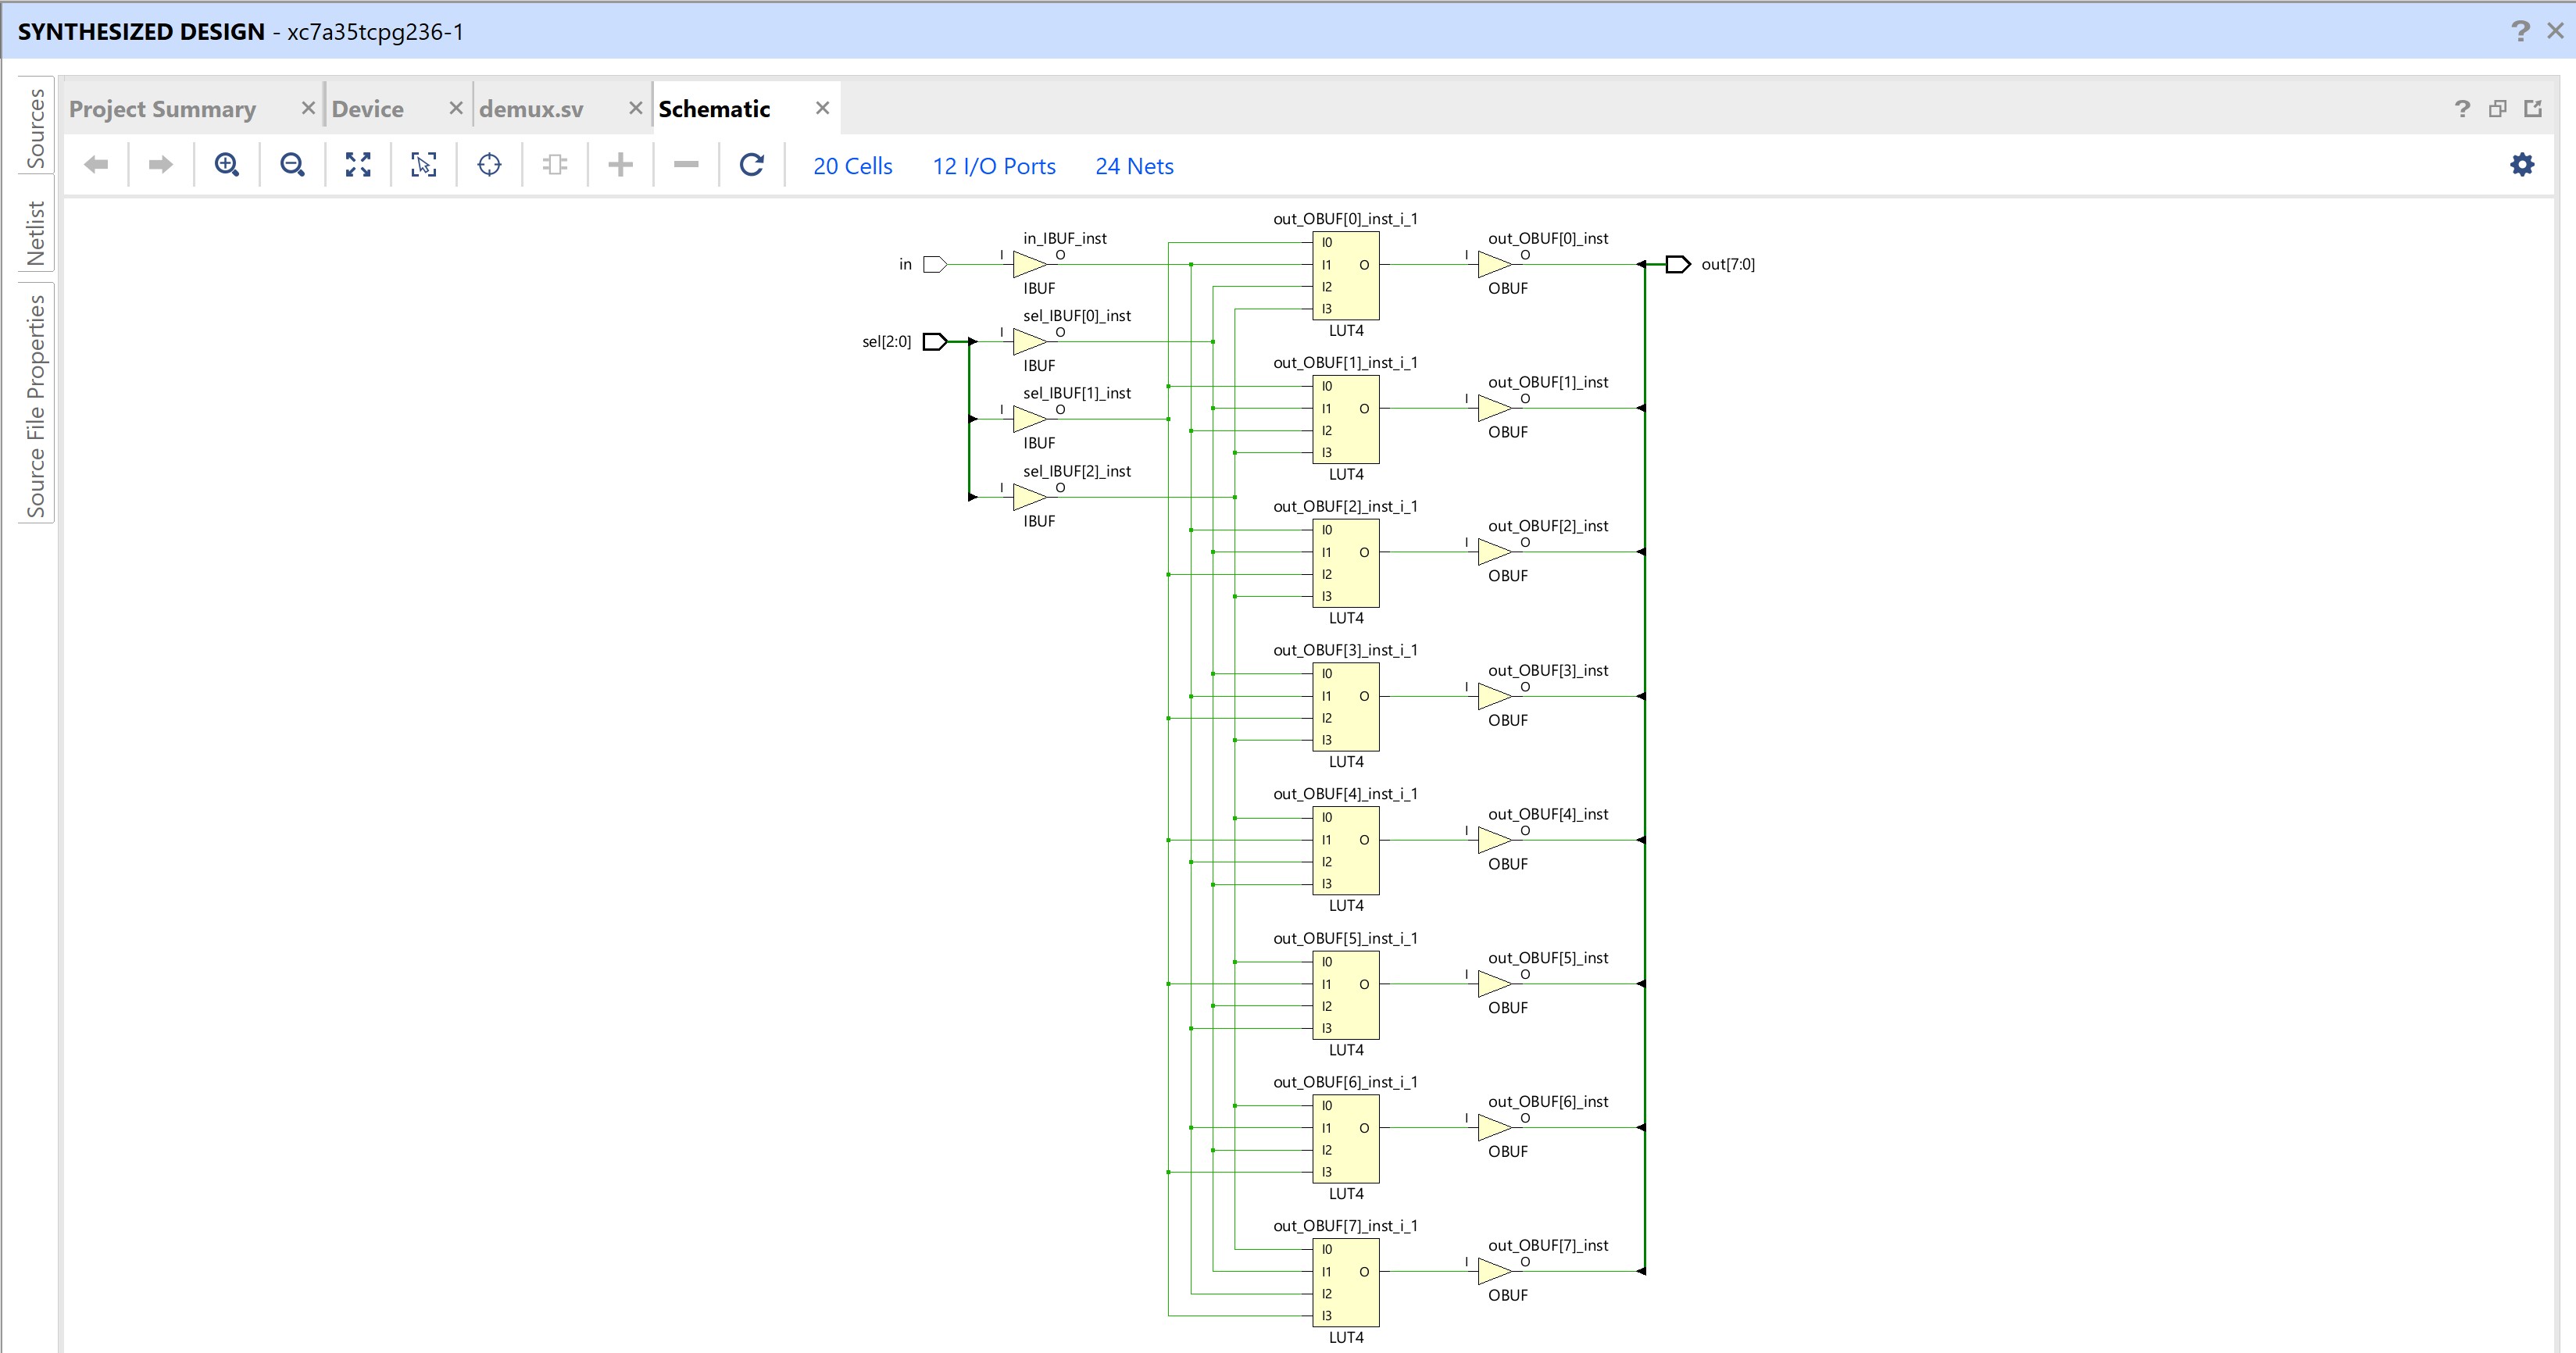 SYNTHESIZED DESIGN - xc7a35tcpg236-1
Sources
Netlist
Source File Properties
Project Summary
Device
demux.sv
Schematic
20 Cells
12 I/O Ports
24 Nets
in
in_IBUF_inst
I
O
IBUF
sel[2:0]
sel_IBUF[0]_inst
I
O
IBUF
sel_IBUF[1]_inst
I
O
IBUF
sel_IBUF[2]_inst
I
O
IBUF
out_OBUF[0]_inst_i_1
I0
I1
O
I2
I3
LUT4
out_OBUF[0]_inst
I
O
OBUF
out[7:0]
out_OBUF[1]_inst_i_1
I0
I1
O
I2
I3
LUT4
out_OBUF[1]_inst
I
O
OBUF
out_OBUF[2]_inst_i_1
I0
I1
O
I2
I3
LUT4
out_OBUF[2]_inst
I
O
OBUF
out_OBUF[3]_inst_i_1
I0
I1
O
I2
I3
LUT4
out_OBUF[3]_inst
I
O
OBUF
out_OBUF[4]_inst_i_1
I0
I1
O
I2
I3
LUT4
out_OBUF[4]_inst
I
O
OBUF
out_OBUF[5]_inst_i_1
I0
I1
O
I2
I3
LUT4
out_OBUF[5]_inst
I
O
OBUF
out_OBUF[6]_inst_i_1
I0
I1
O
I2
I3
LUT4
out_OBUF[6]_inst
I
O
OBUF
out_OBUF[7]_inst_i_1
I0
I1
O
I2
I3
LUT4
out_OBUF[7]_inst
I
O
OBUF